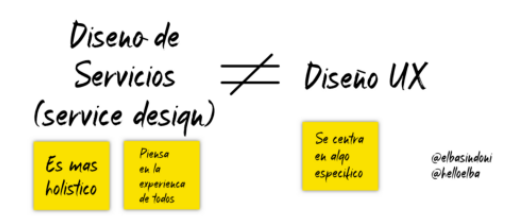 Diseno de
Servicios
(service design)
≠
Diseño UX
Es mas
holistico
Piensa
en la
experienca
de todos
Se centra
en algo
especifico
@elbasindoni
@helloelba